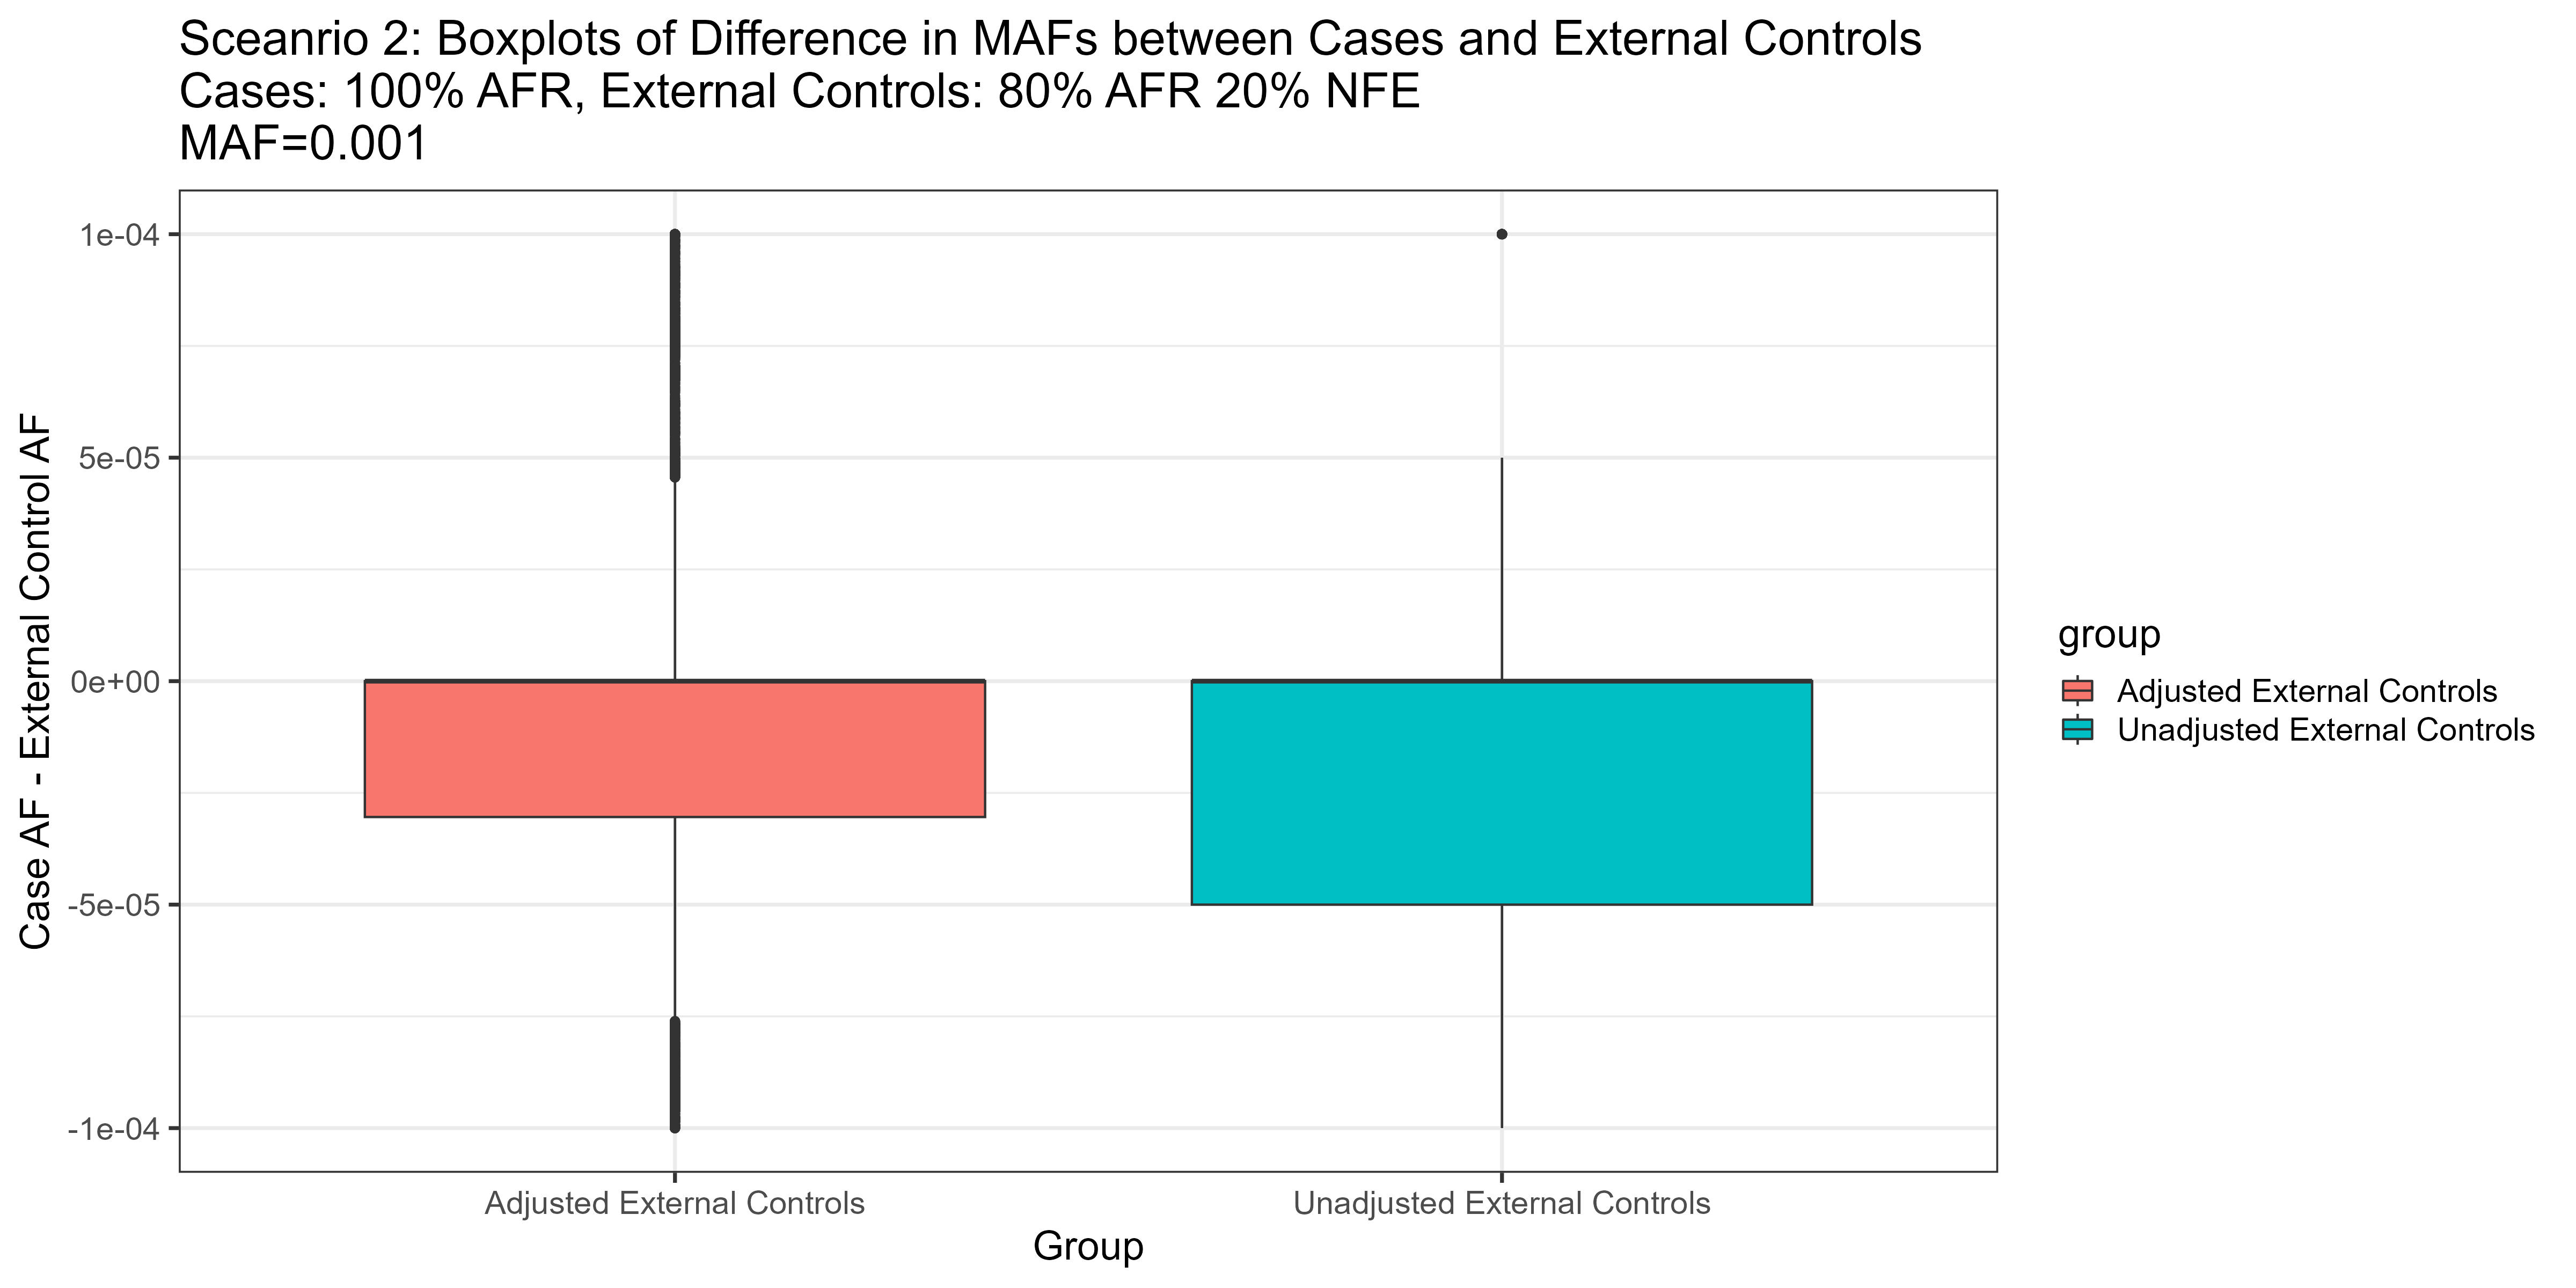 Sceanrio 2: Boxplots of Difference in MAFs between Cases and External Controls
Cases: 100% AFR, External Controls: 80% AFR 20% NFE
MAF=0.001
Case AF - External Control AF
1e-04
5e-05
0e+00
-5e-05
-1e-04
Adjusted External Controls
Unadjusted External Controls
Group
group
Adjusted External Controls
Unadjusted External Controls